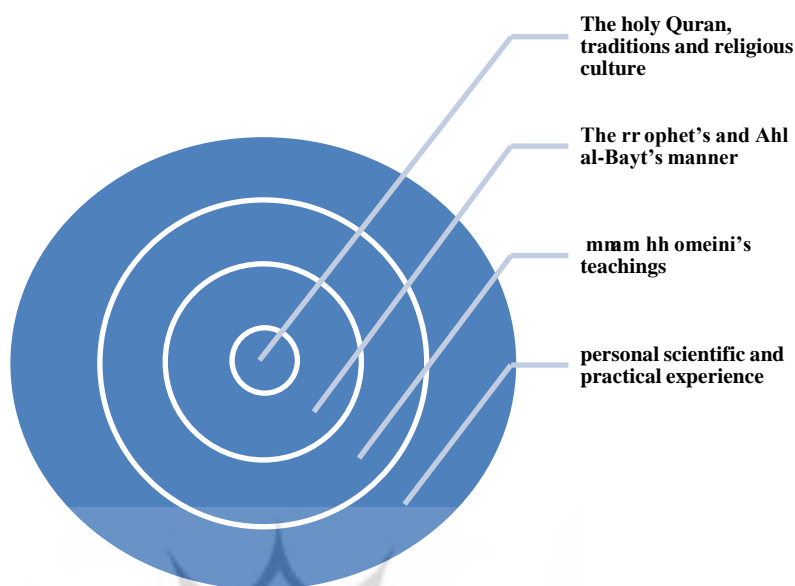 The holy Quran,
traditions and religious
culture
The rr ophet's and Ahl
al-Bayt's manner
mmam hh omeini's
teachings
personal scientific and
practical experience